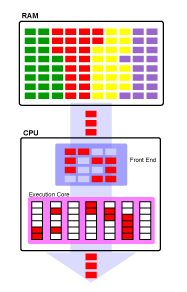 RAM
CPU
Front End
Execution Core